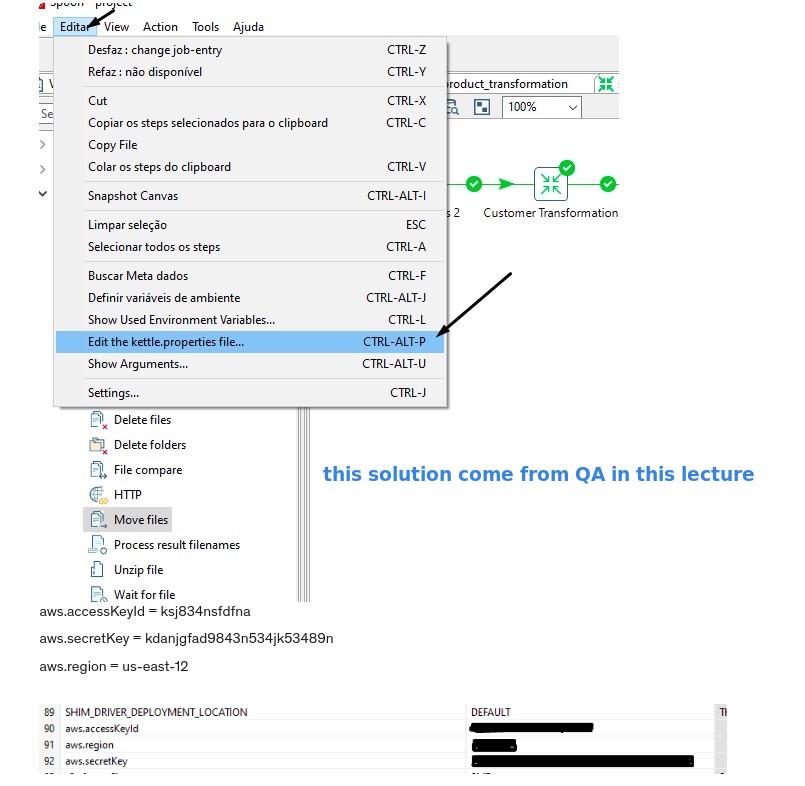 Spoon - project
Editar View Action Tools Ajuda
Desfaz : change job-entry CTRL-Z
Refaz : não disponível CTRL-Y
product_transformation
Cut CTRL-X
100%
Se
Copiar os steps selecionados para o clipboard CTRL-C
Copy File
Colar os steps do clipboard CTRL-V
Snapshot Canvas CTRL-ALT-I
s 2 Customer Transformation
Limpar seleção ESC
Selecionar todos os steps CTRL-A
Buscar Meta dados CTRL-F
Definir variáveis de ambiente CTRL-ALT-J
Show Used Environment Variables... CTRL-L
Edit the kettle.properties file... CTRL-ALT-P
Show Arguments... CTRL-ALT-U
Settings... CTRL-J
Delete files
Delete folders
File compare
this solution come from QA in this lecture
HTTP
Move files
Process result filenames
Unzip file
Wait for file
aws.accessKeyId = ksj834nsfdfna
aws.secretKey = kdanjgfad9843n534jk53489n
aws.region = us-east-12
89 SHIM_DRIVER_DEPLOYMENT_LOCATION DEFAULT
90 aws.accessKeyId
91 aws.region
92 aws.secretKey